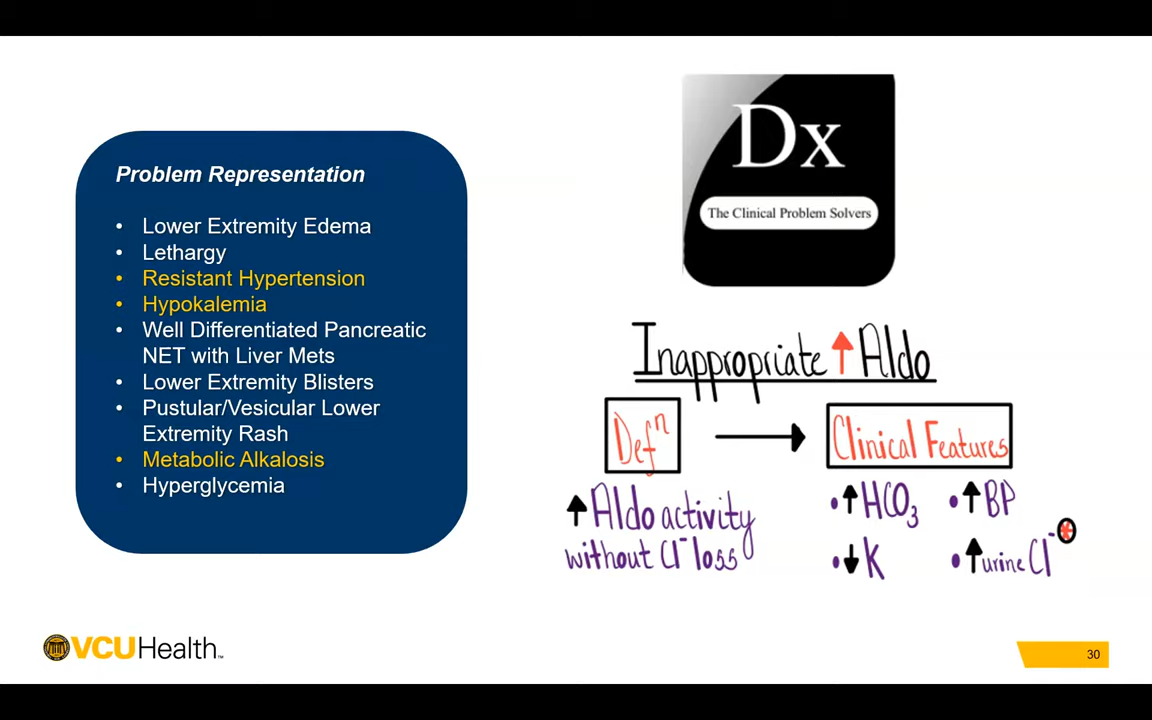 Dx
The Clinical Problem Solvers
Problem Representation
• Lower Extremity Edema
• Lethargy
• Resistant Hypertension
• Hypokalemia
• Well Differentiated Pancreatic
NET with Liver Mets
• Lower Extremity Blisters
• Pustular/Vesicular Lower
Extremity Rash
• Metabolic Alkalosis
• Hyperglycemia
Inappropriate ↑ Aldo
Defⁿ → Clinical Features
↑ Aldo activity
without Cl⁻ loss
• ↑ HCO₃ • ↑ BP
• ↓ K • ↑ urine Cl⁻ *
VCUHealth™
30